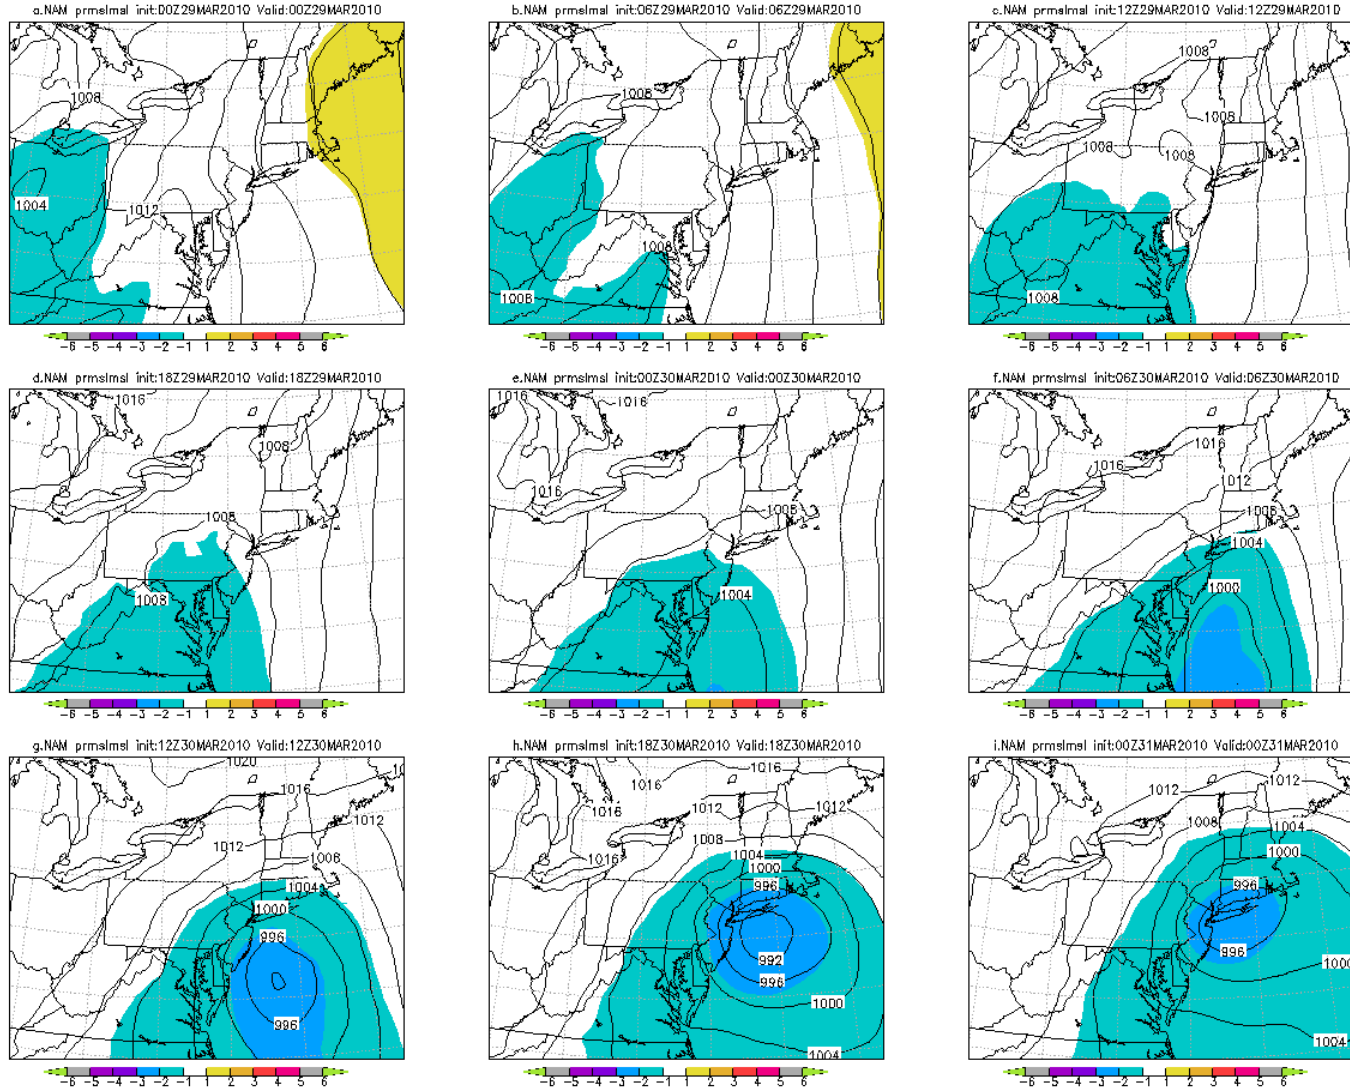 a.NAM prmslmsl init:00Z29MAR2010 Valid:00Z29MAR2010
1008
1004
1012
-6 -5 -4 -3 -2 -1 1 2 3 4 5 6
b.NAM prmslmsl init:06Z29MAR2010 Valid:06Z29MAR2010
1008
1008
1008
-6 -5 -4 -3 -2 -1 1 2 3 4 5 6
c.NAM prmslmsl init:12Z29MAR2010 Valid:12Z29MAR2010
1008
1008
1008 1008
1008
-6 -5 -4 -3 -2 -1 1 2 3 4 5 6
d.NAM prmslmsl init:18Z29MAR2010 Valid:18Z29MAR2010
1016
1008
1008
1008
-6 -5 -4 -3 -2 -1 1 2 3 4 5 6
e.NAM prmslmsl init:00Z30MAR2010 Valid:00Z30MAR2010
1016 1016
1016
1008
1004
-6 -5 -4 -3 -2 -1 1 2 3 4 5 6
f.NAM prmslmsl init:06Z30MAR2010 Valid:06Z30MAR2010
1016
1016
1012
1008
1004
1000
-6 -5 -4 -3 -2 -1 1 2 3 4 5 6
g.NAM prmslmsl init:12Z30MAR2010 Valid:12Z30MAR2010
1020
1016
1012
1012
1008
1004
1000
996
996
-6 -5 -4 -3 -2 -1 1 2 3 4 5 6
h.NAM prmslmsl init:18Z30MAR2010 Valid:18Z30MAR2010
1016
1016 1012 1012
1008
1016 1004
1000
996
992
996
1000
1004
-6 -5 -4 -3 -2 -1 1 2 3 4 5 6
i.NAM prmslmsl init:00Z31MAR2010 Valid:00Z31MAR2010
1012 1012
1008 1004
1000
996
996
1000
1004
-6 -5 -4 -3 -2 -1 1 2 3 4 5 6